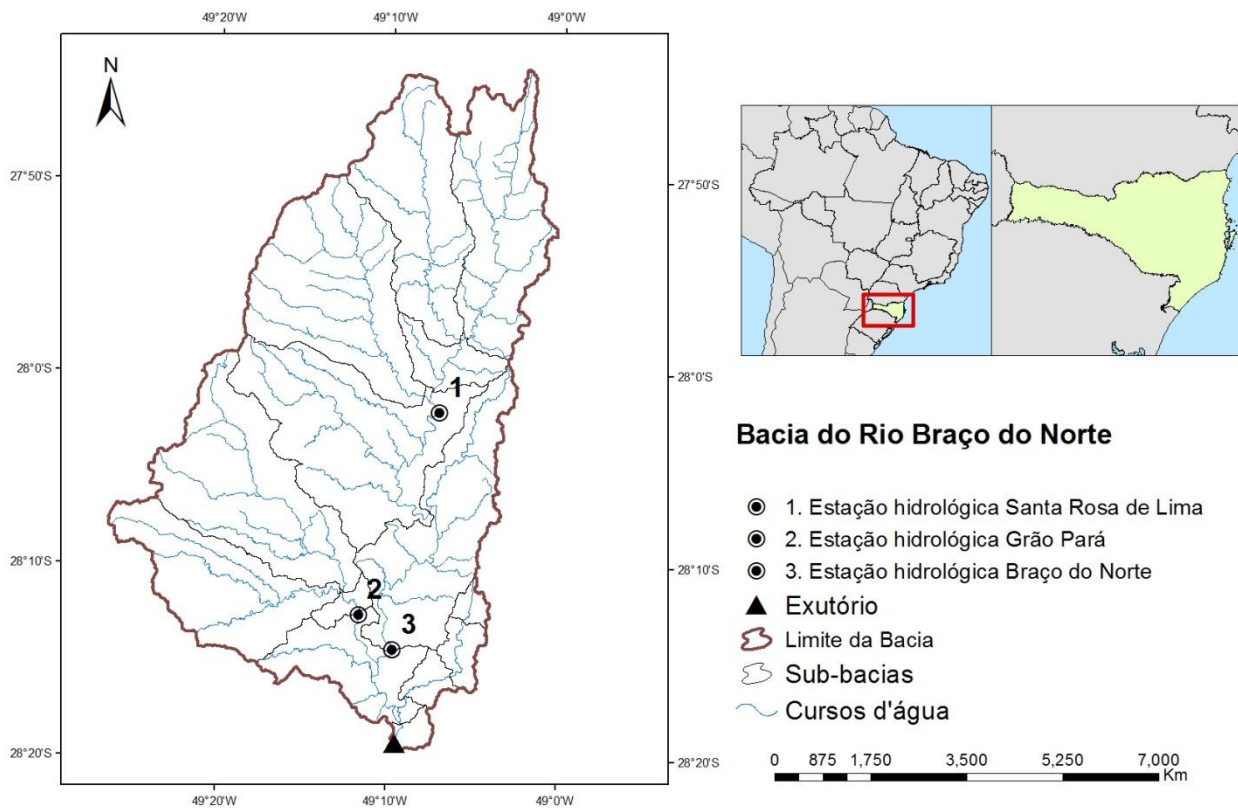 49°20'W
49°10'W
49°0'W
N
27°50'S
27°50'S
28°0'S
28°0'S
1
28°10'S
28°10'S
2
3
28°20'S
28°20'S
49°20'W
49°10'W
49°0'W
Bacia do Rio Braço do Norte
1. Estação hidrológica Santa Rosa de Lima
2. Estação hidrológica Grão Pará
3. Estação hidrológica Braço do Norte
Exutório
Limite da Bacia
Sub-bacias
Cursos d'água
0 875 1,750 3,500 5,250 7,000
Km